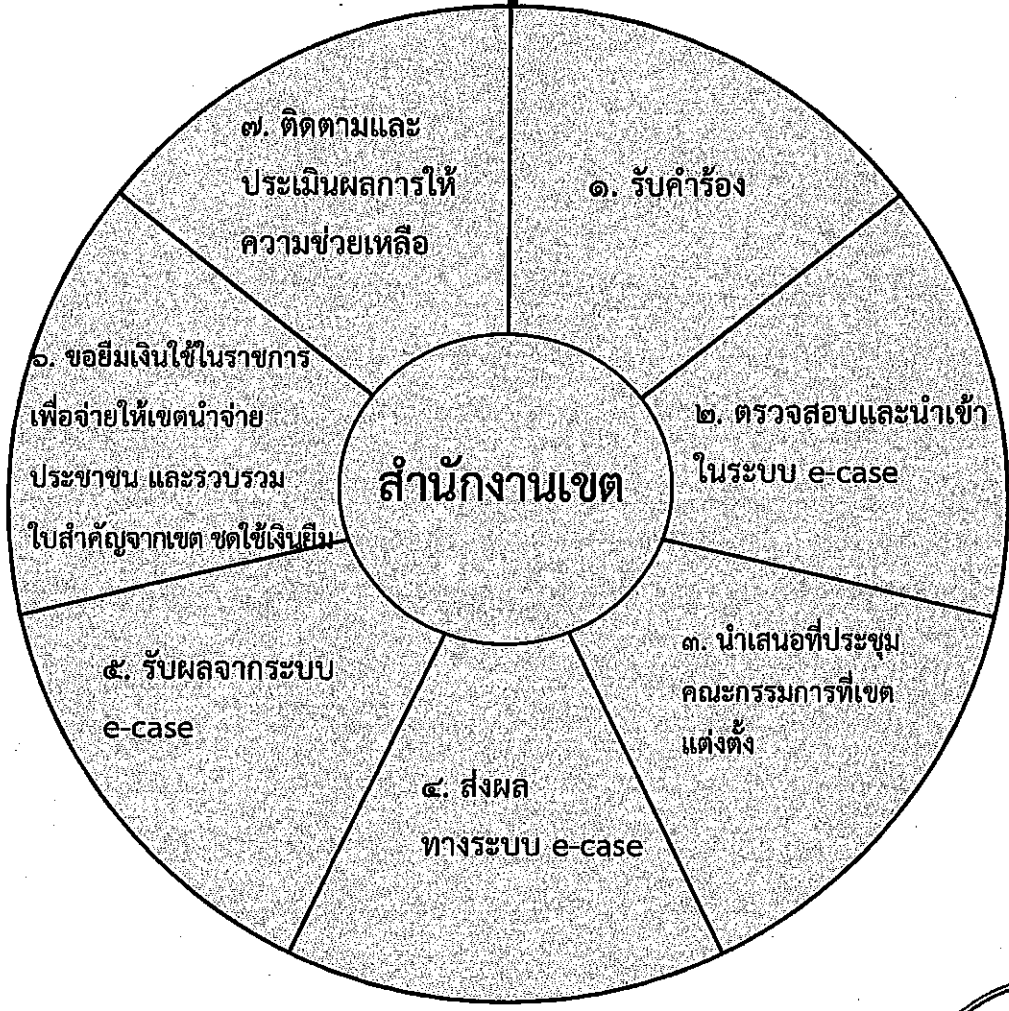 ๑. รับคำร้อง
๒. ตรวจสอบและนำเข้า
ในระบบ e-case
๓. นำเสนอที่ประชุม
คณะกรรมการที่เขต
แต่งตั้ง
๔. ส่งผล
ทางระบบ e-case
๕. รับผลจากระบบ
e-case
๖. ขอยืมเงินใช้ในราชการ
เพื่อจ่ายให้เขตนำจ่าย
ประชาชน และรวบรวม
ใบสำคัญจากเขต ชดใช้เงินยืม
๗. ติดตามและ
ประเมินผลการให้
ความช่วยเหลือ
สำนักงานเขต